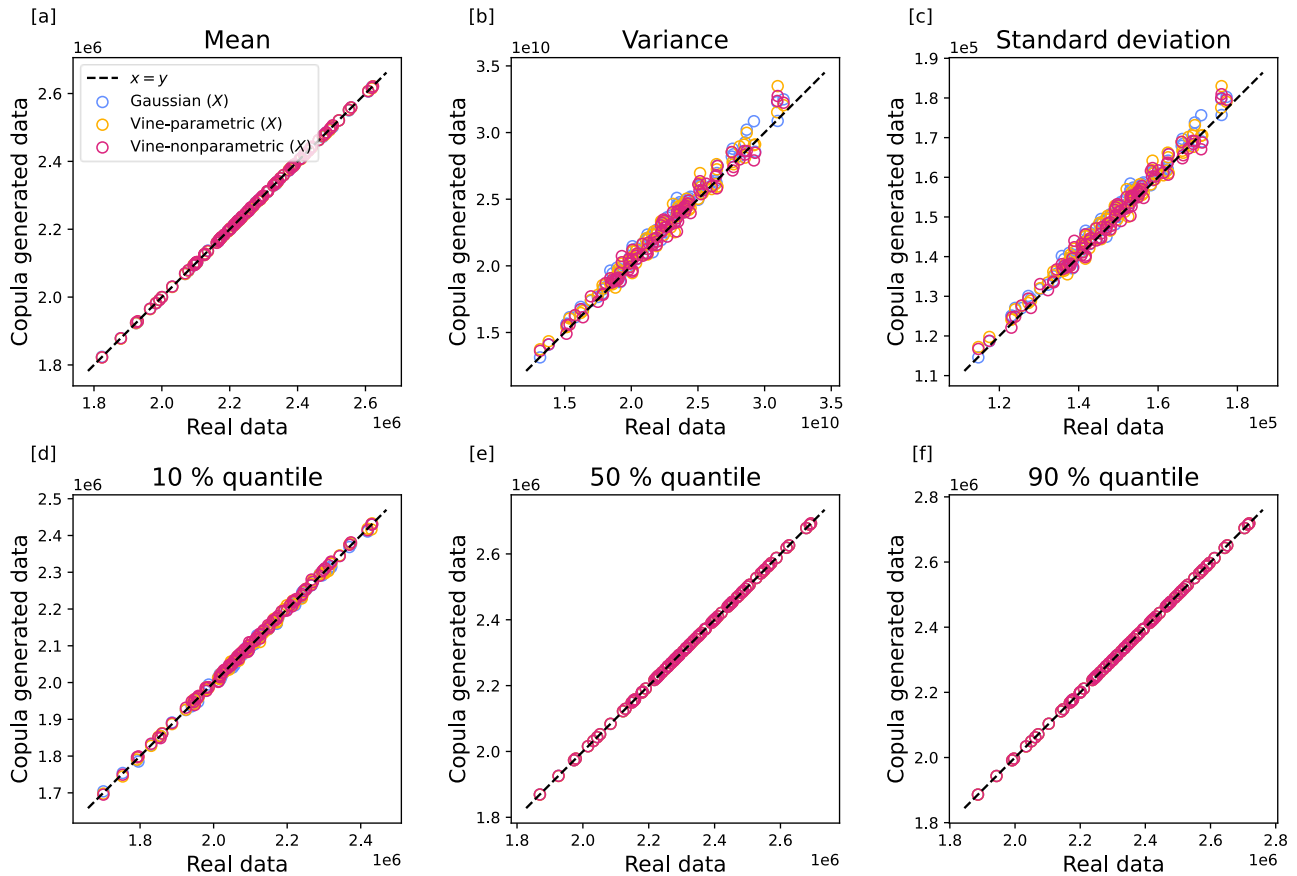 [a]
Mean
1e6
2.6
2.4
2.2
2.0
1.8
Copula generated data
x = y
Gaussian (X)
Vine-parametric (X)
Vine-nonparametric (X)
1.8 2.0 2.2 2.4 2.6
1e6
Real data
[b]
Variance
1e10
3.5
3.0
2.5
2.0
1.5
Copula generated data
1.5 2.0 2.5 3.0 3.5
1e10
Real data
[c]
Standard deviation
1e5
1.9
1.8
1.7
1.6
1.5
1.4
1.3
1.2
1.1
Copula generated data
1.2 1.4 1.6 1.8
1e5
Real data
[d]
10 % quantile
1e6
2.5
2.4
2.3
2.2
2.1
2.0
1.9
1.8
1.7
Copula generated data
1.8 2.0 2.2 2.4
1e6
Real data
[e]
50 % quantile
1e6
2.6
2.4
2.2
2.0
1.8
Copula generated data
1.8 2.0 2.2 2.4 2.6
1e6
Real data
[f]
90 % quantile
1e6
2.8
2.6
2.4
2.2
2.0
1.8
Copula generated data
1.8 2.0 2.2 2.4 2.6 2.8
1e6
Real data